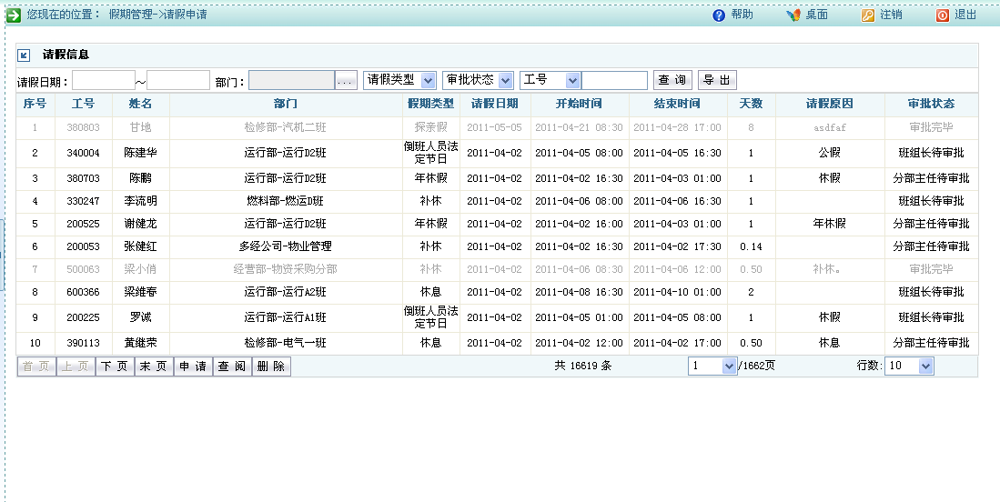 您现在的位置： 假期管理->请假申请 帮助 桌面 注销 退出
请假信息
请假日期： ~ 部门： ... 请假类型 审批状态 工号 查 询 导 出
序号 工号 姓名 部门 假期类型 请假日期 开始时间 结束时间 天数 请假原因 审批状态
1 380803 甘地 检修部-汽机二班 探亲假 2011-05-05 2011-04-21 08:30 2011-04-28 17:00 8 asdfaf 审批完毕
2 340004 陈建华 运行部-运行D2班 倒班人员法定节日 2011-04-02 2011-04-05 08:00 2011-04-05 16:30 1 公假 班组长待审批
3 380703 陈鹏 运行部-运行D2班 年休假 2011-04-02 2011-04-02 16:00 2011-04-03 01:00 1 休假 分部主任待审批
4 330247 李流明 燃料部-燃运D班 补休 2011-04-02 2011-04-06 08:00 2011-04-06 16:30 1 班组长待审批
5 200525 谢健龙 运行部-运行D2班 年休假 2011-04-02 2011-04-02 16:00 2011-04-03 01:00 1 年休假 分部主任待审批
6 200053 张健红 多经公司-物业管理 补休 2011-04-02 2011-04-02 16:30 2011-04-02 17:30 0.14 分部主任待审批
7 500063 梁小俏 经营部-物资采购分部 补休 2011-04-02 2011-04-06 08:30 2011-04-06 12:00 0.50 补休。 审批完毕
8 600366 梁维春 运行部-运行A2班 休息 2011-04-02 2011-04-08 16:30 2011-04-10 01:00 2 班组长待审批
9 200225 罗诚 运行部-运行A1班 倒班人员法定节日 2011-04-02 2011-04-05 01:00 2011-04-05 08:00 1 休假 班组长待审批
10 390113 黄继荣 检修部-电气一班 休息 2011-04-02 2011-04-02 12:00 2011-04-02 17:00 0.50 休息 分部主任待审批
首 页 上 页 下 页 末 页 申 请 查 阅 删 除 共 16619 条 1 /1662页 行数: 10